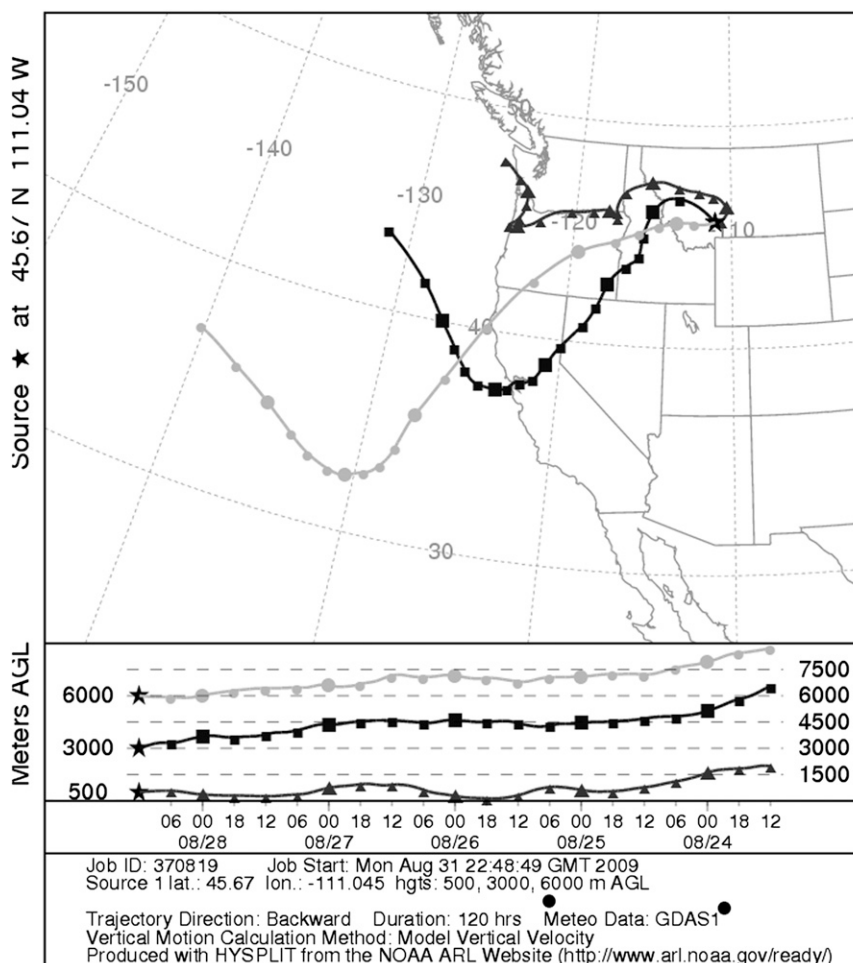 Source ★ at 45.67 N 111.04 W
-150
-140
-130
-120
10
40
30
Meters AGL
6000
3000
500
7500
6000
4500
3000
1500
06 00 18 12 06 00 18 12 06 00 18 12 06 00 18 12 06 00 18 12
08/28 08/27 08/26 08/25 08/24
Job ID: 370819 Job Start: Mon Aug 31 22:48:49 GMT 2009
Source 1 lat.: 45.67 lon.: -111.045 hgts: 500, 3000, 6000 m AGL
Trajectory Direction: Backward Duration: 120 hrs Meteo Data: GDAS1
Vertical Motion Calculation Method: Model Vertical Velocity
Produced with HYSPLIT from the NOAA ARL Website (http://www.arl.noaa.gov/ready/)